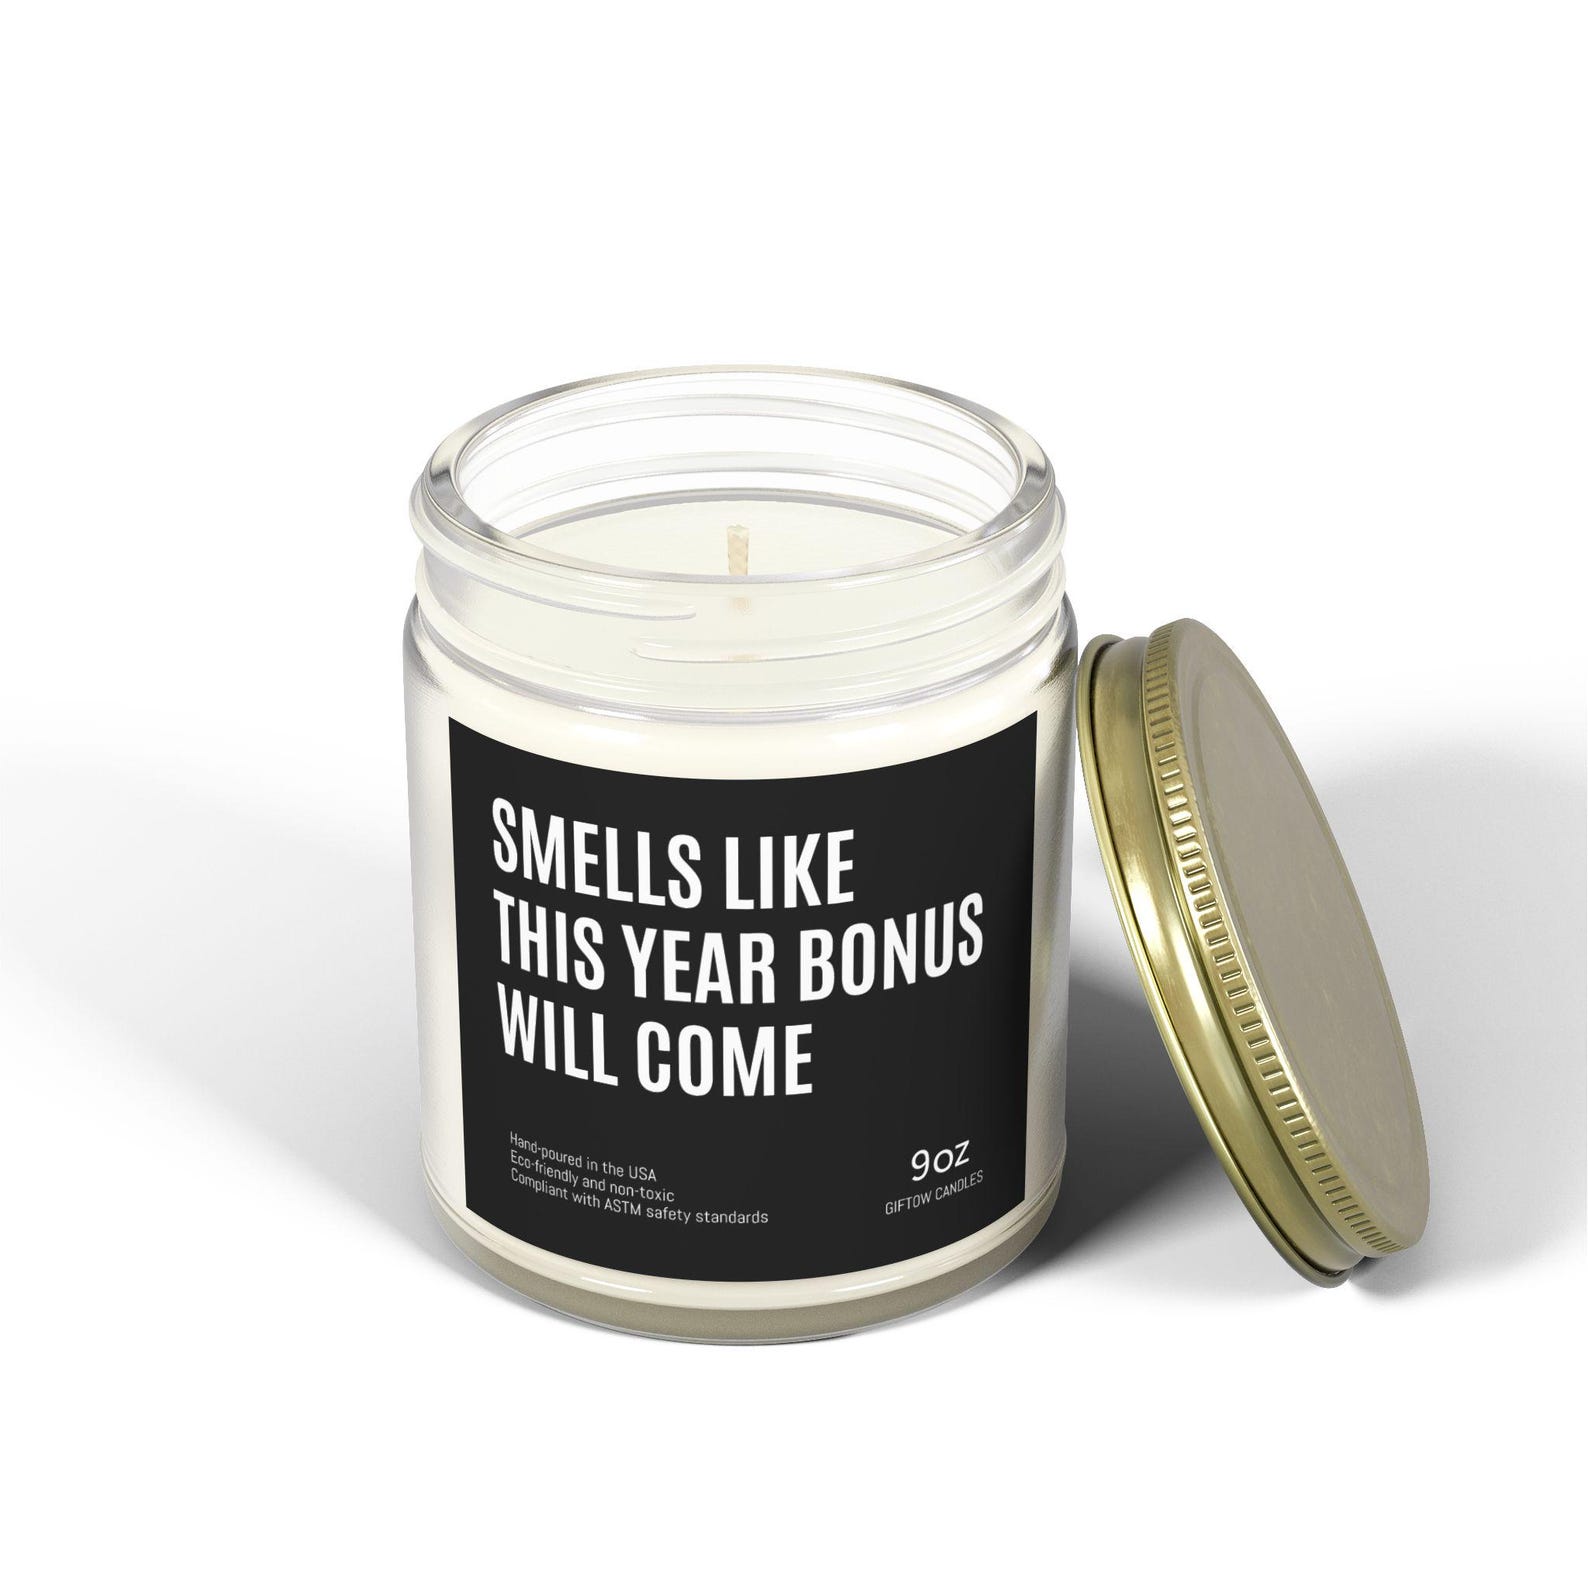 SMELLS LIKE
THIS YEAR BONUS
WILL COME
Hand-poured in the USA
Eco-friendly and non-toxic
Compliant with ASTM safety standards
9oz
GIFTOW CANDLES